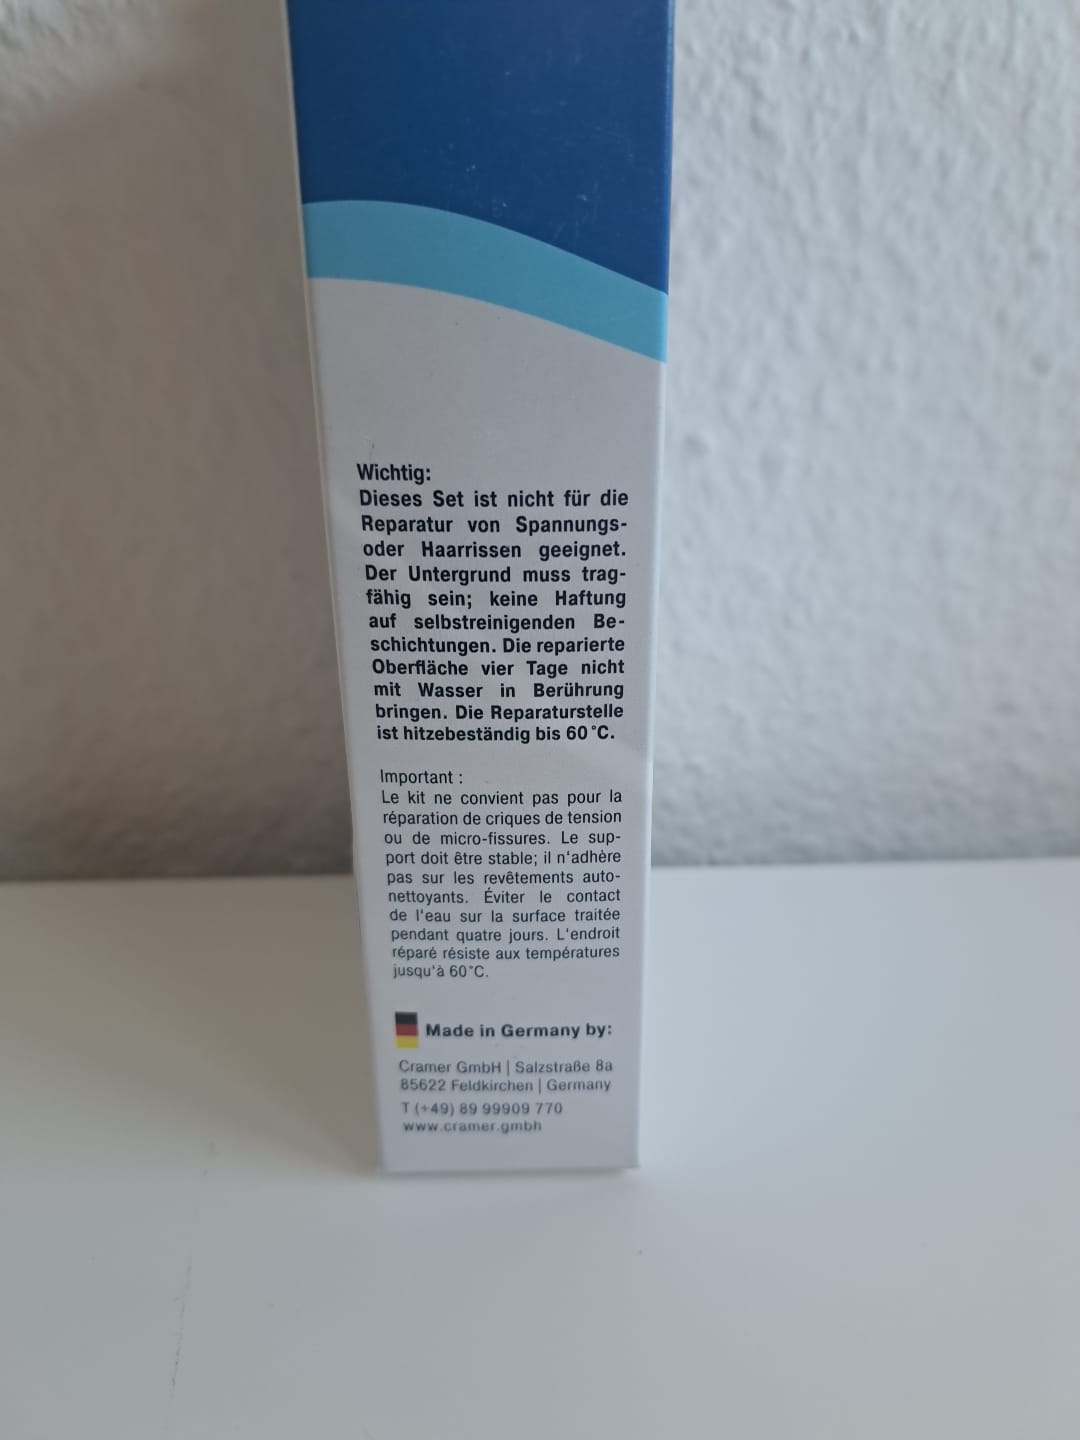 Wichtig:
Dieses Set ist nicht für die
Reparatur von Spannungs-
oder Haarrissen geeignet.
Der Untergrund muss trag-
fähig sein; keine Haftung
auf selbstreinigenden Be-
schichtungen. Die reparierte
Oberfläche vier Tage nicht
mit Wasser in Berührung
bringen. Die Reparaturstelle
ist hitzebeständig bis 60°C.
Important :
Le kit ne convient pas pour la
réparation de criques de tension
ou de micro-fissures. Le sup-
port doit être stable; il n'adhère
pas sur les revêtements auto-
nettoyants. Éviter le contact
de l'eau sur la surface traitée
pendant quatre jours. L'endroit
réparé résiste aux températures
jusqu'à 60°C.
Made in Germany by:
Cramer GmbH | Salzstraße 8a
85622 Feldkirchen | Germany
T (+49) 89 99909 770
www.cramer.gmbh